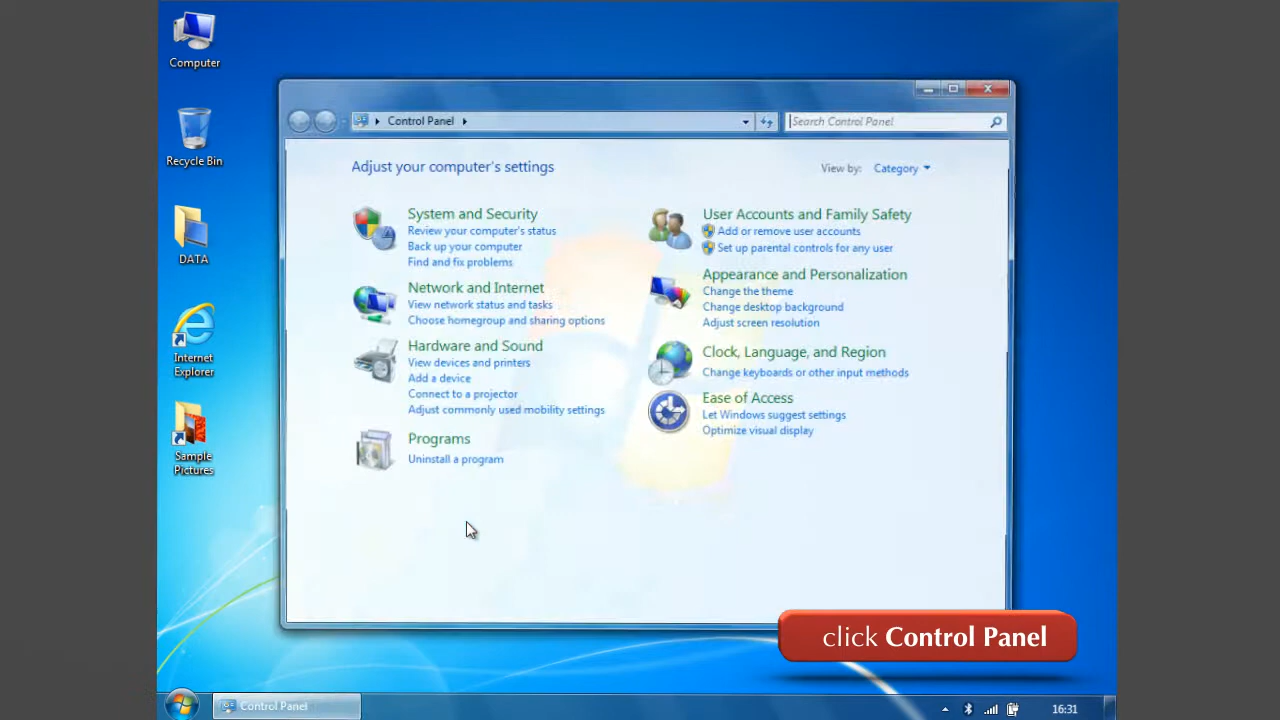 Computer
Recycle Bin
DATA
Internet
Explorer
Sample
Pictures
Control Panel
Search Control Panel
Adjust your computer's settings
View by: Category
System and Security
Review your computer's status
Back up your computer
Find and fix problems
Network and Internet
View network status and tasks
Choose homegroup and sharing options
Hardware and Sound
View devices and printers
Add a device
Connect to a projector
Adjust commonly used mobility settings
Programs
Uninstall a program
User Accounts and Family Safety
Add or remove user accounts
Set up parental controls for any user
Appearance and Personalization
Change the theme
Change desktop background
Adjust screen resolution
Clock, Language, and Region
Change keyboards or other input methods
Ease of Access
Let Windows suggest settings
Optimize visual display
click Control Panel
Control Panel
16:31